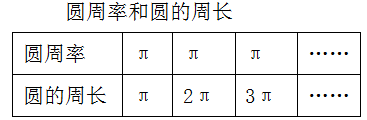 圆周率和圆的周长
圆周率 π π π ……
圆的周长 π 2π 3π ……